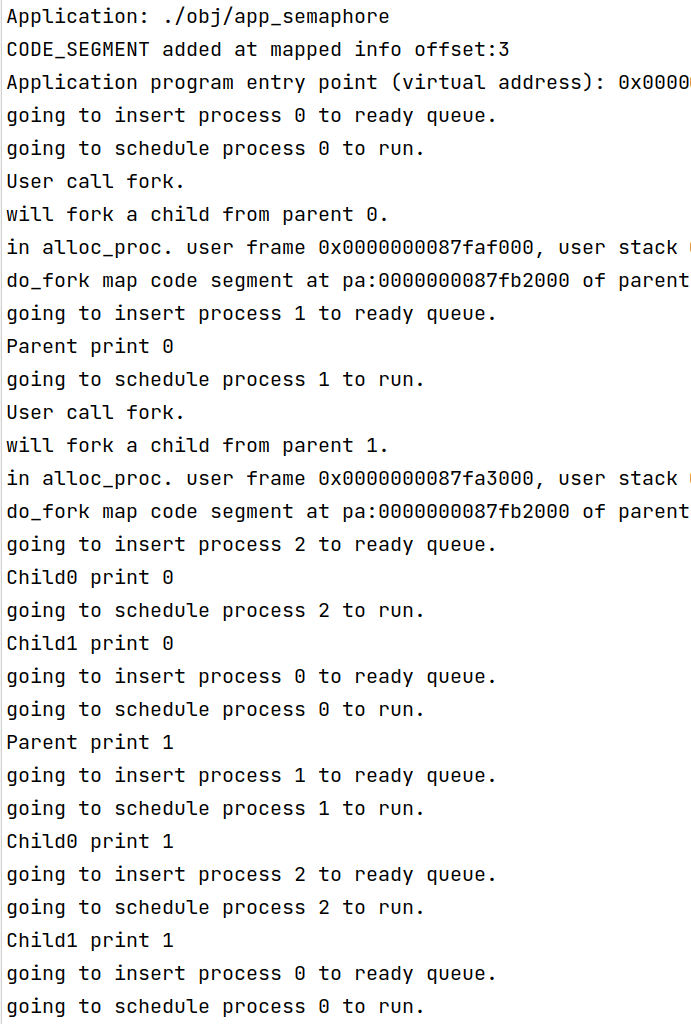 Application: ./obj/app_semaphore
CODE_SEGMENT added at mapped info offset:3
Application program entry point (virtual address): 0x0000
going to insert process 0 to ready queue.
going to schedule process 0 to run.
User call fork.
will fork a child from parent 0.
in alloc_proc. user frame 0x0000000087faf000, user stack
do_fork map code segment at pa:0000000087fb2000 of parent
going to insert process 1 to ready queue.
Parent print 0
going to schedule process 1 to run.
User call fork.
will fork a child from parent 1.
in alloc_proc. user frame 0x0000000087fa3000, user stack
do_fork map code segment at pa:0000000087fb2000 of parent
going to insert process 2 to ready queue.
Child0 print 0
going to schedule process 2 to run.
Child1 print 0
going to insert process 0 to ready queue.
going to schedule process 0 to run.
Parent print 1
going to insert process 1 to ready queue.
going to schedule process 1 to run.
Child0 print 1
going to insert process 2 to ready queue.
going to schedule process 2 to run.
Child1 print 1
going to insert process 0 to ready queue.
going to schedule process 0 to run.